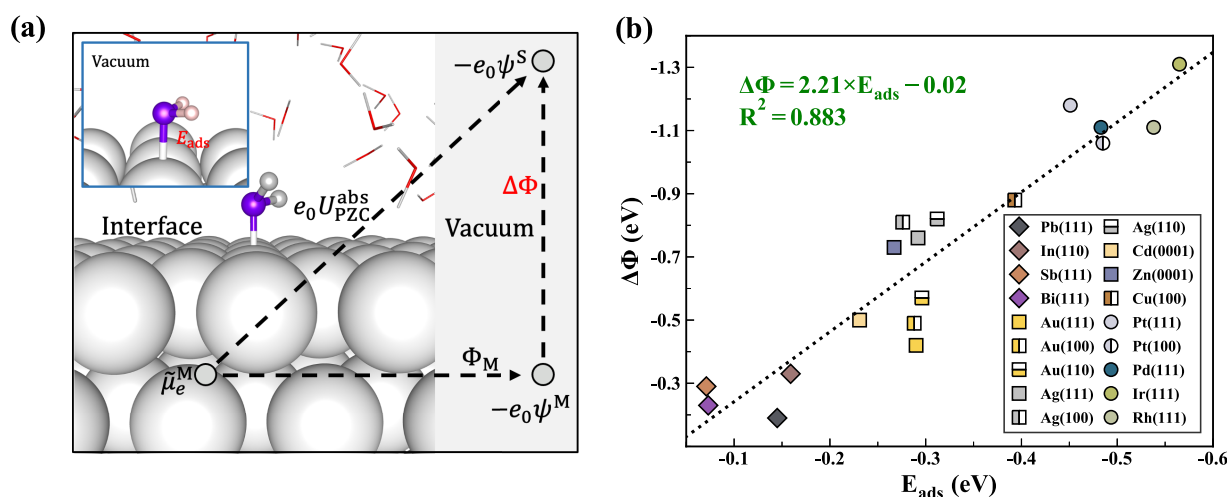 (a)
Vacuum
E_ads
−e₀ψ^S
e₀U_PZC^abs
ΔΦ
Interface
Vacuum
Φ_M
μ̃_e^M
−e₀ψ^M
(b)
ΔΦ = 2.21×E_ads − 0.02
R² = 0.883
ΔΦ (eV)
-1.3
-1.1
-0.9
-0.7
-0.5
-0.3
Pb(111)
In(110)
Sb(111)
Bi(111)
Au(111)
Au(100)
Au(110)
Ag(111)
Ag(100)
Ag(110)
Cd(0001)
Zn(0001)
Cu(100)
Pt(111)
Pt(100)
Pd(111)
Ir(111)
Rh(111)
-0.1 -0.2 -0.3 -0.4 -0.5 -0.6
E_ads (eV)